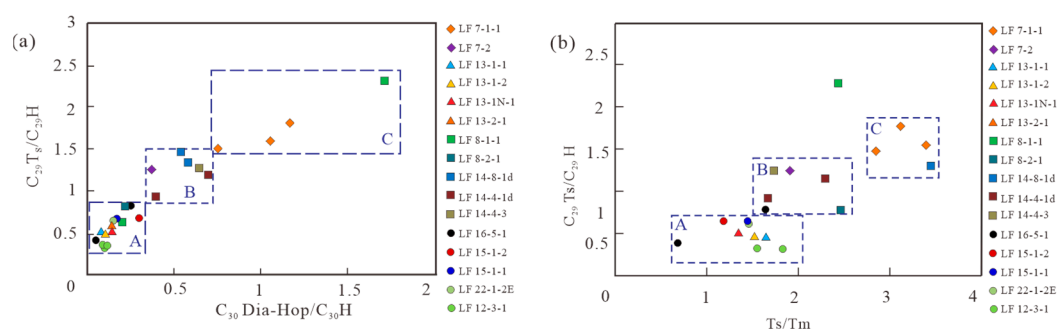 (a)
3
2.5
2
1.5
1
0.5
0
C₂₉Ts/C₂₉H
A
B
C
0.5
1
1.5
2
C₃₀ Dia-Hop/C₃₀H
LF 7-1-1
LF 7-2
LF 13-1-1
LF 13-1-2
LF 13-1N-1
LF 13-2-1
LF 8-1-1
LF 8-2-1
LF 14-8-1d
LF 14-4-1d
LF 14-4-3
LF 16-5-1
LF 15-1-2
LF 15-1-1
LF 22-1-2E
LF 12-3-1
(b)
2.5
2
1.5
1
0.5
0
C₂₉ Ts/C₂₉ H
A
B
C
1
2
3
4
Ts/Tm
LF 7-1-1
LF 7-2
LF 13-1-1
LF 13-1-2
LF 13-1N-1
LF 13-2-1
LF 8-1-1
LF 8-2-1
LF 14-8-1d
LF 14-4-1d
LF 14-4-3
LF 16-5-1
LF 15-1-2
LF 15-1-1
LF 22-1-2E
LF 12-3-1